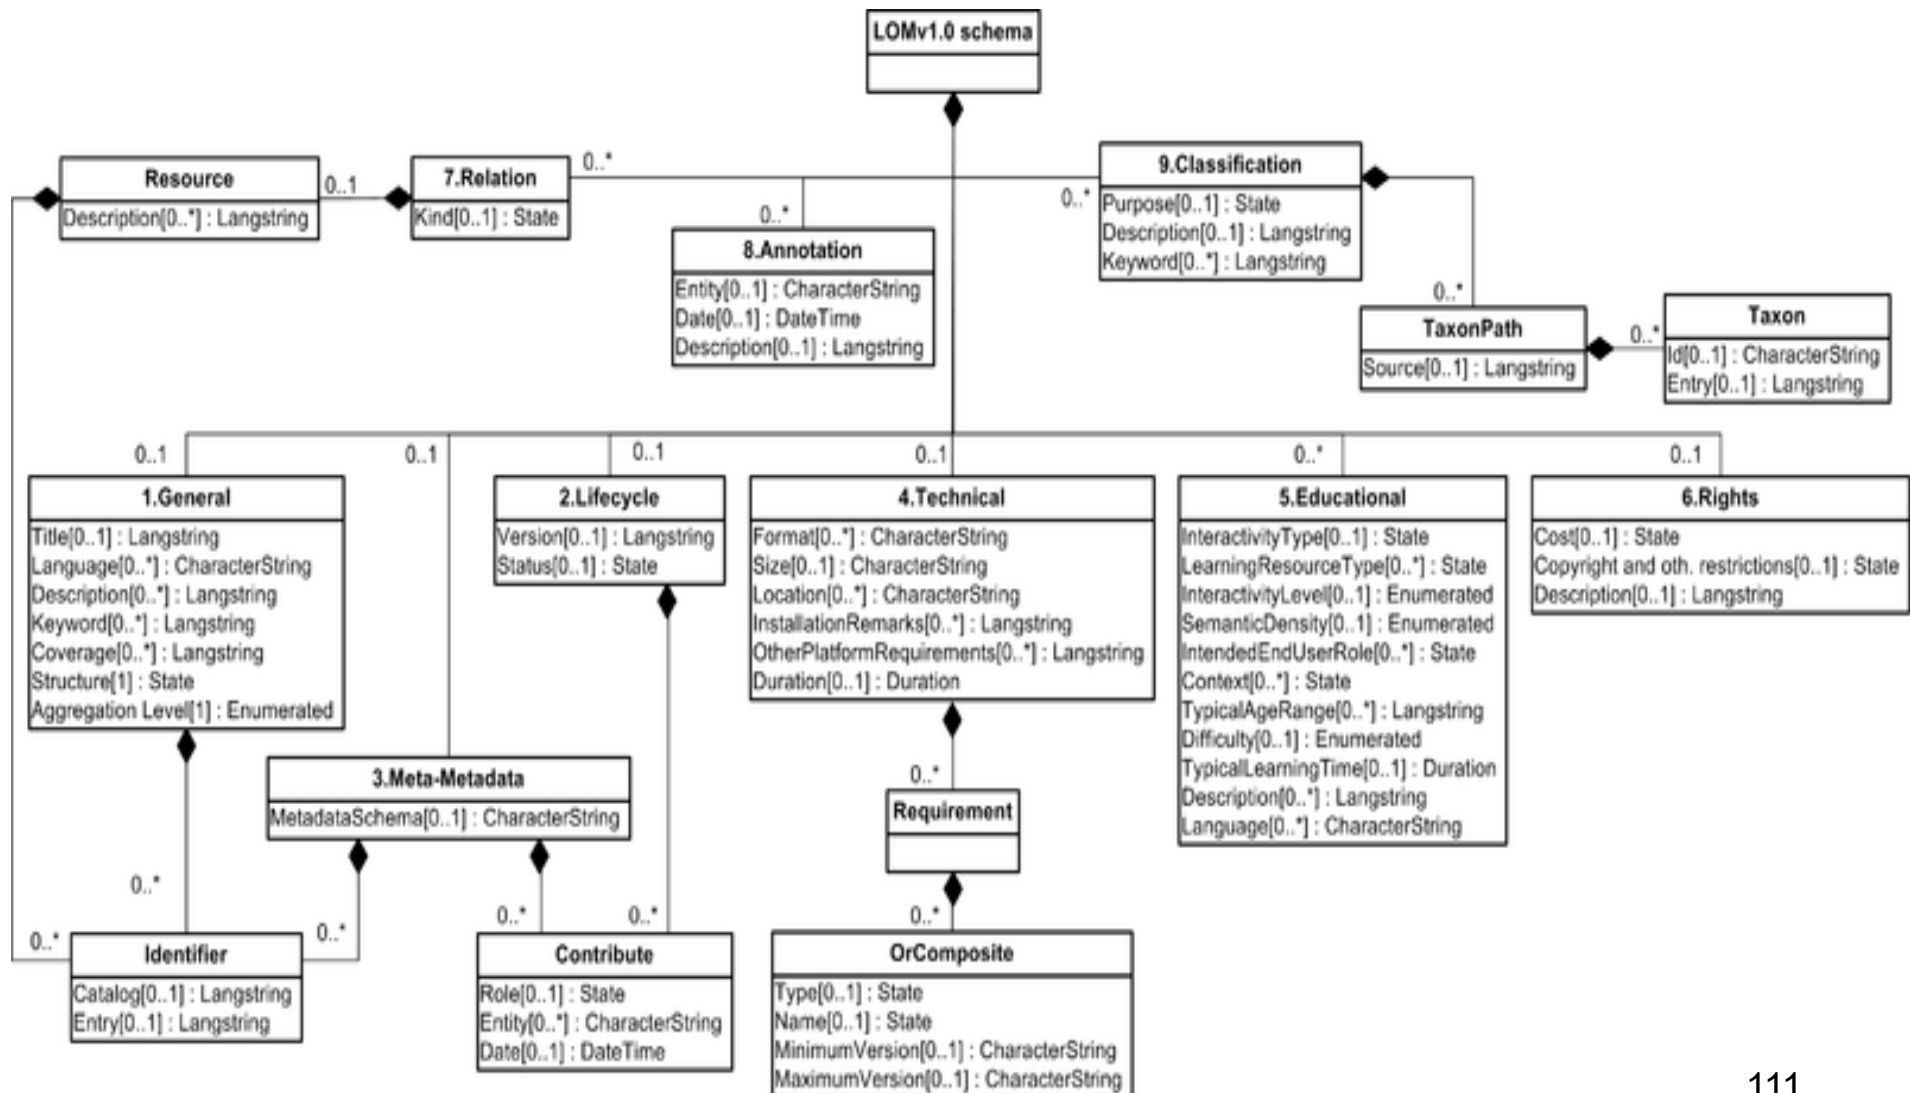 LOMv1.0 schema
Resource
Description[0..*] : Langstring
0..1
7.Relation
Kind[0..1] : State
0..*
0..*
8.Annotation
Entity[0..1] : CharacterString
Date[0..1] : DateTime
Description[0..1] : Langstring
0..*
9.Classification
Purpose[0..1] : State
Description[0..1] : Langstring
Keyword[0..*] : Langstring
0..*
TaxonPath
Source[0..1] : Langstring
0..*
Taxon
Id[0..1] : CharacterString
Entry[0..1] : Langstring
0..1
0..1
0..1
0..1
0..*
0..1
1.General
Title[0..1] : Langstring
Language[0..*] : CharacterString
Description[0..*] : Langstring
Keyword[0..*] : Langstring
Coverage[0..*] : Langstring
Structure[1] : State
Aggregation Level[1] : Enumerated
2.Lifecycle
Version[0..1] : Langstring
Status[0..1] : State
4.Technical
Format[0..*] : CharacterString
Size[0..1] : CharacterString
Location[0..*] : CharacterString
InstallationRemarks[0..*] : Langstring
OtherPlatformRequirements[0..*] : Langstring
Duration[0..1] : Duration
5.Educational
InteractivityType[0..1] : State
LearningResourceType[0..*] : State
InteractivityLevel[0..1] : Enumerated
SemanticDensity[0..1] : Enumerated
IntendedEndUserRole[0..*] : State
Context[0..*] : State
TypicalAgeRange[0..*] : Langstring
Difficulty[0..1] : Enumerated
TypicalLearningTime[0..1] : Duration
Description[0..*] : Langstring
Language[0..*] : CharacterString
6.Rights
Cost[0..1] : State
Copyright and oth. restrictions[0..1] : State
Description[0..1] : Langstring
3.Meta-Metadata
MetadataSchema[0..1] : CharacterString
0..*
Requirement
0..*
0..*
0..*
0..*
0..*
0..*
Identifier
Catalog[0..1] : Langstring
Entry[0..1] : Langstring
Contribute
Role[0..1] : State
Entity[0..*] : CharacterString
Date[0..1] : DateTime
OrComposite
Type[0..1] : State
Name[0..1] : State
MinimumVersion[0..1] : CharacterString
MaximumVersion[0..1] : CharacterString
111